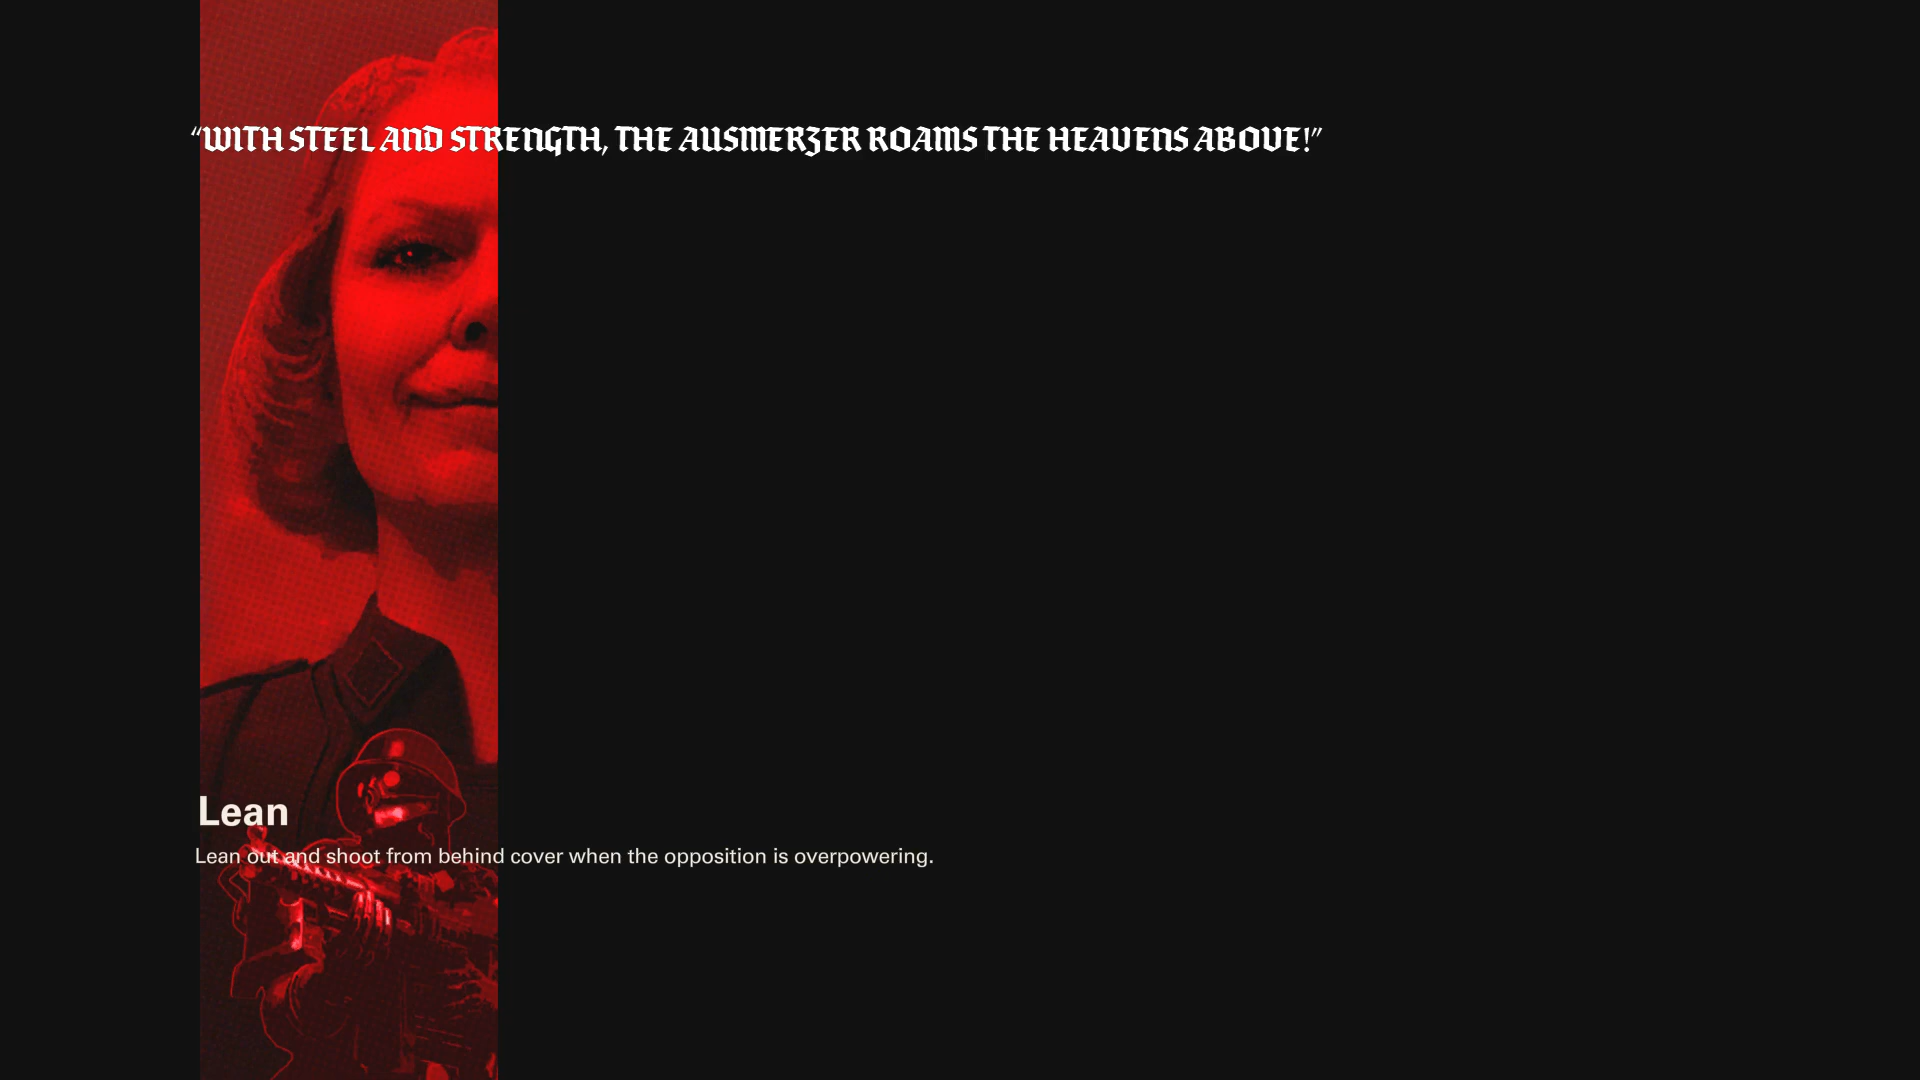 “WITH STEEL AND STRENGTH, THE AUSMERZER ROAMS THE HEAVENS ABOVE!”
Lean
Lean out and shoot from behind cover when the opposition is overpowering.